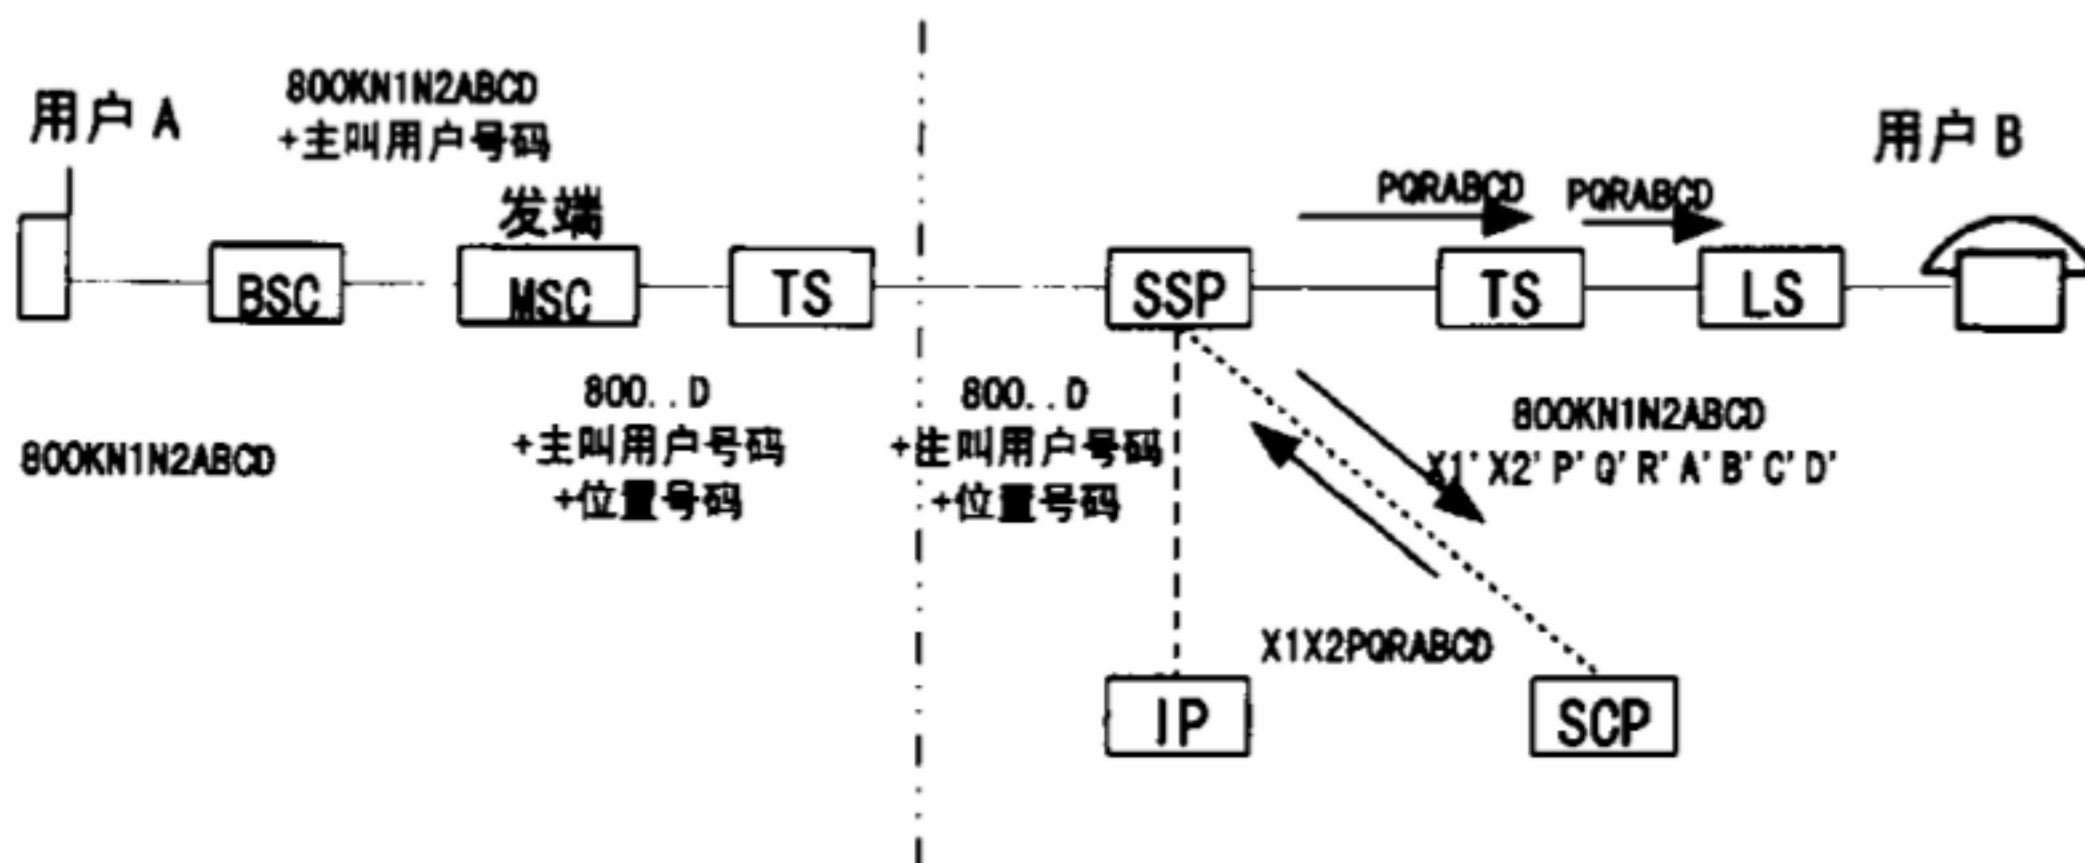 用户 A
800KN1N2ABCD
+主叫用户号码
发端
用户 B
PQRABCD
PQRABCD
BSC
MSC
TS
SSP
TS
LS
800KN1N2ABCD
800..D
+主叫用户号码
+位置号码
800..D
+主叫用户号码
+位置号码
800KN1N2ABCD
X1'X2'P'Q'R'A'B'C'D'
X1X2PQRABCD
IP
SCP